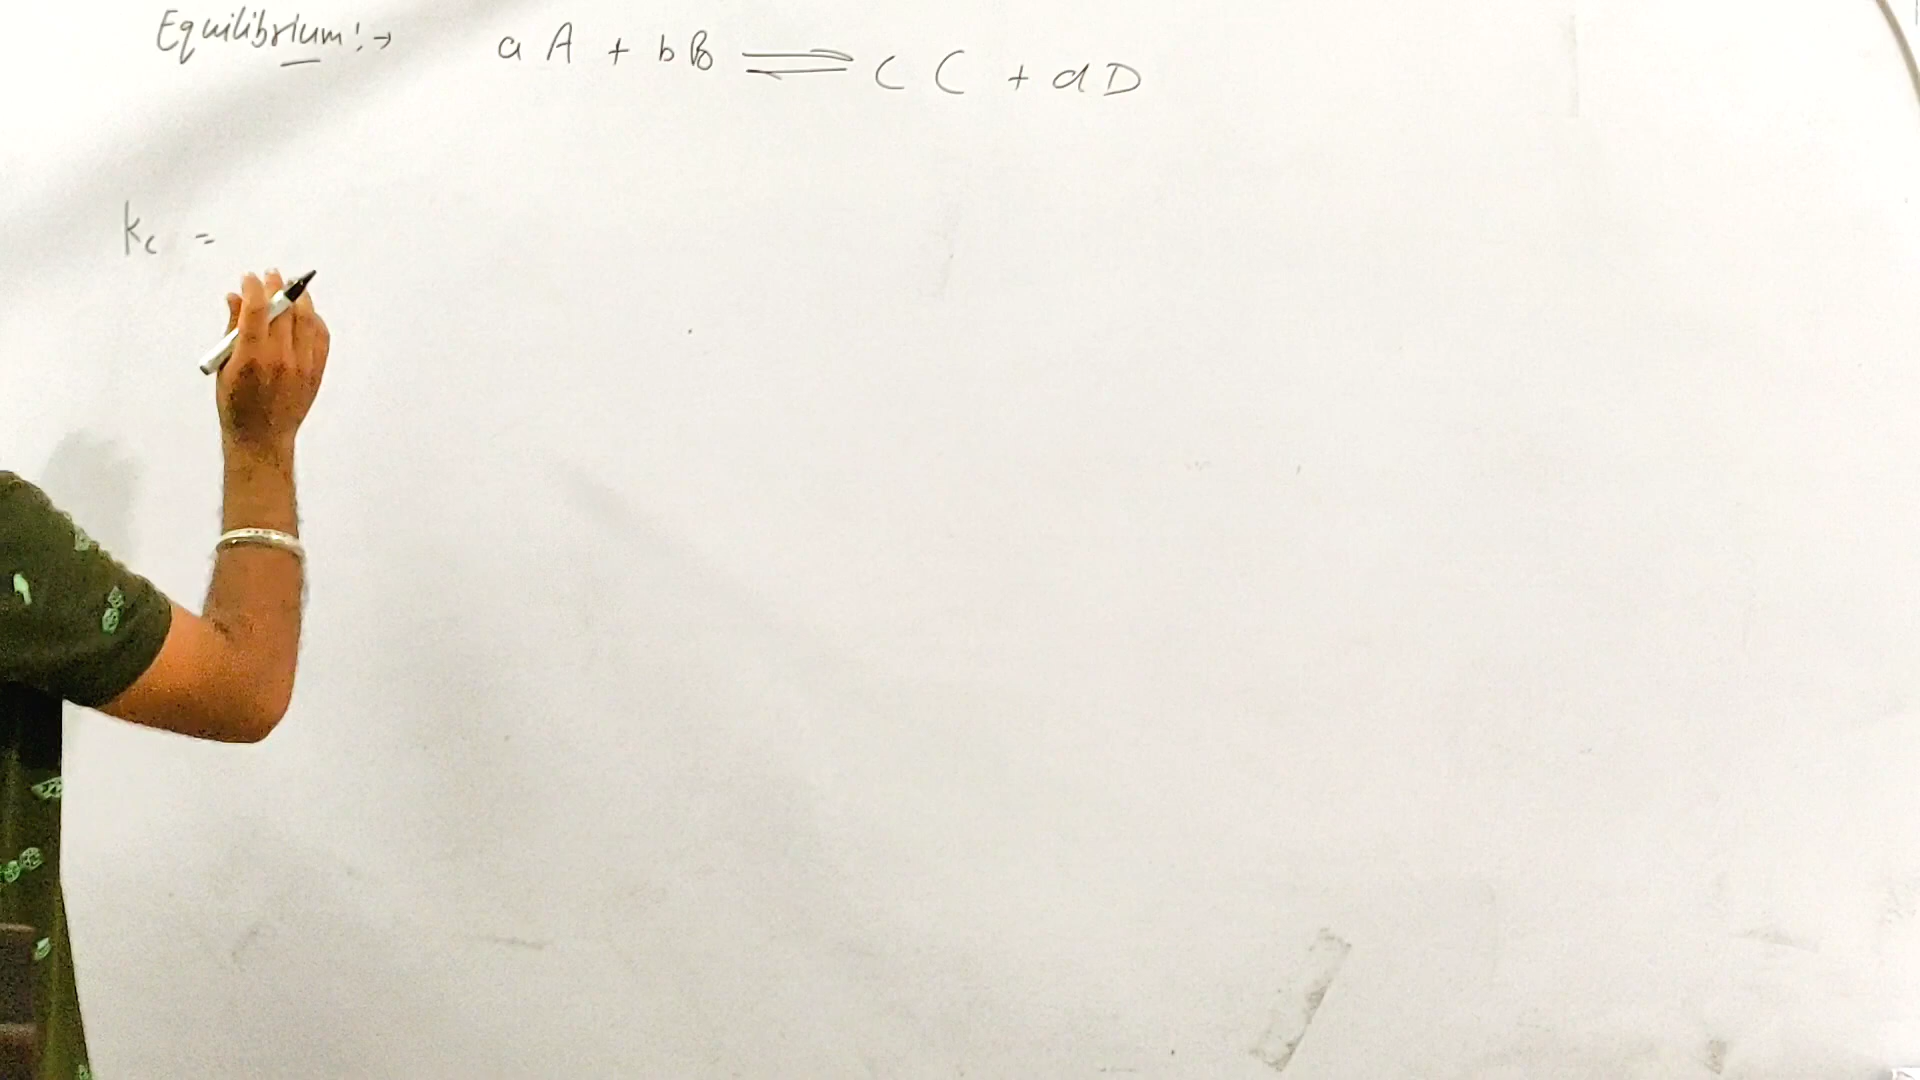 Equilibrium:→ aA + bB ⇌ cC + dD
Kc =